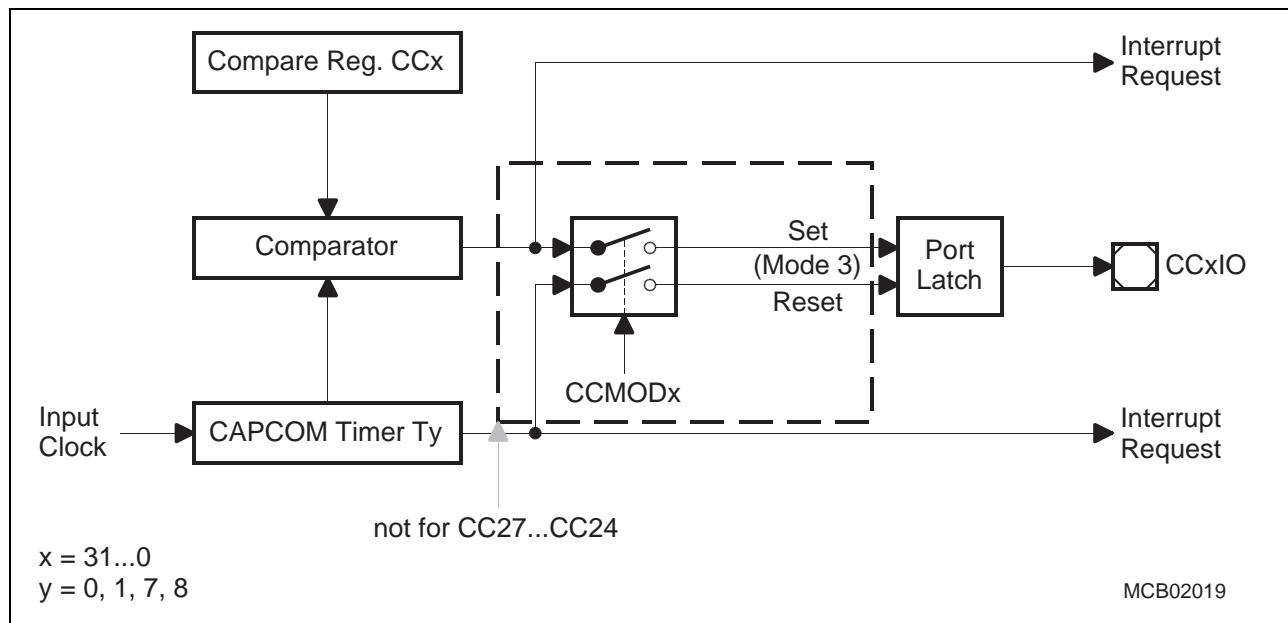 Compare Reg. CCx
Interrupt
Request
Comparator
Set
(Mode 3)
Reset
Port
Latch
CCxIO
CCMODx
Input
Clock
CAPCOM Timer Ty
Interrupt
Request
not for CC27...CC24
x = 31...0
y = 0, 1, 7, 8
MCB02019